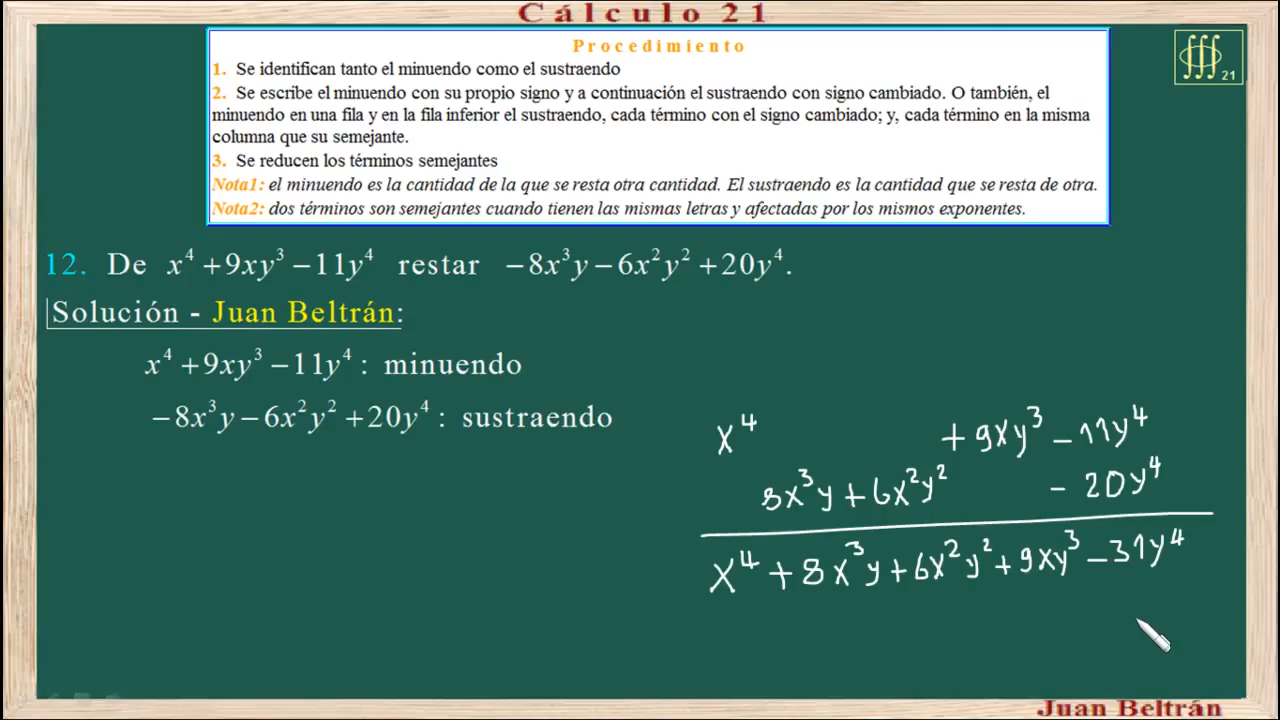 Cálculo 21
Procedimiento
1. Se identifican tanto el minuendo como el sustraendo
2. Se escribe el minuendo con su propio signo y a continuación el sustraendo con signo cambiado. O también, el
minuendo en una fila y en la fila inferior el sustraendo, cada término con el signo cambiado; y, cada término en la misma
columna que su semejante.
3. Se reducen los términos semejantes
Nota1: el minuendo es la cantidad de la que se resta otra cantidad. El sustraendo es la cantidad que se resta de otra.
Nota2: dos términos son semejantes cuando tienen las mismas letras y afectadas por los mismos exponentes.
∫∫∫ 21
12. De x⁴ + 9xy³ − 11y⁴ restar − 8x³y − 6x²y² + 20y⁴.
Solución - Juan Beltrán:
x⁴ + 9xy³ − 11y⁴ : minuendo
− 8x³y − 6x²y² + 20y⁴ : sustraendo
x⁴ + 9xy³ − 11y⁴
8x³y + 6x²y² − 20y⁴
x⁴ + 8x³y + 6x²y² + 9xy³ − 31y⁴
Juan Beltrán